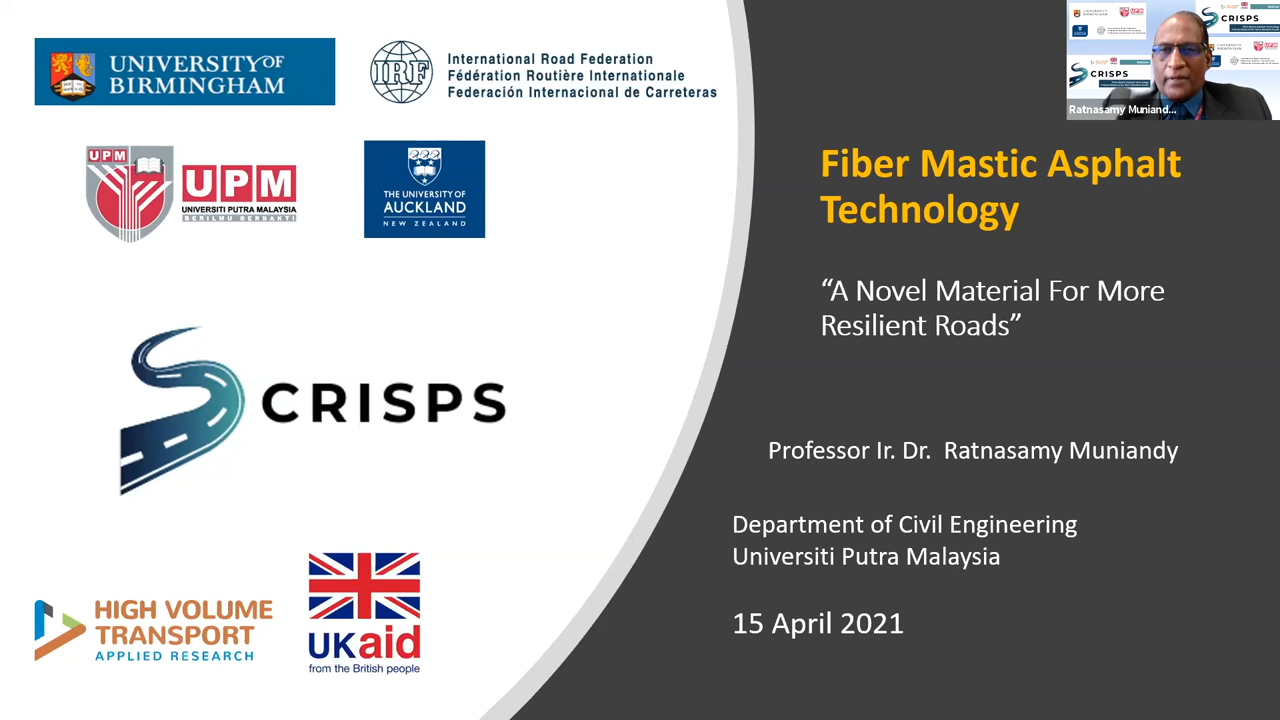 UNIVERSITY OF
BIRMINGHAM
IRF
International Road Federation
Fédération Routière Internationale
Federación Internacional de Carreteras
UPM
UPM
UNIVERSITI PUTRA MALAYSIA
BERILMU BERBAKTI
THE UNIVERSITY OF
AUCKLAND
NEW ZEALAND
CRISPS
HIGH VOLUME
TRANSPORT
APPLIED RESEARCH
UKaid
from the British people
CRISPS
CRISPS
Ratnasamy Muniand...
Fiber Mastic Asphalt
Technology
“A Novel Material For More
Resilient Roads”
Professor Ir. Dr. Ratnasamy Muniandy
Department of Civil Engineering
Universiti Putra Malaysia
15 April 2021